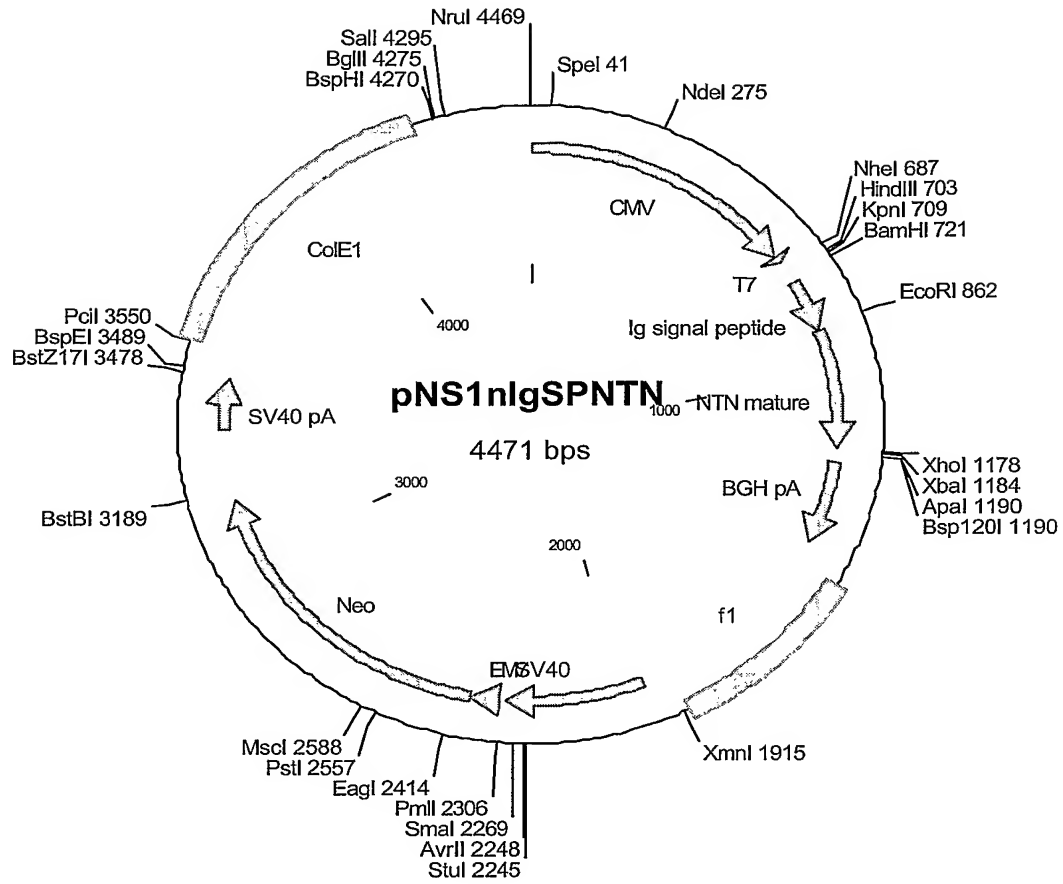 NruI 4469
SalI 4295
BglII 4275
BspHI 4270
SpeI 41
NdeI 275
NheI 687
HindIII 703
KpnI 709
BamHI 721
CMV
ColE1
T7
EcoRI 862
PciI 3550
BspEI 3489
BstZ17I 3478
4000
Ig signal peptide
pNS1nIgSPNTN
1000
NTN mature
SV40 pA
4471 bps
XhoI 1178
XbaI 1184
ApaI 1190
Bsp120I 1190
BGH pA
3000
BstBI 3189
2000
Neo
f1
EM7
SV40
XmnI 1915
MscI 2588
PstI 2557
EagI 2414
PmlI 2306
SmaI 2269
AvrII 2248
StuI 2245